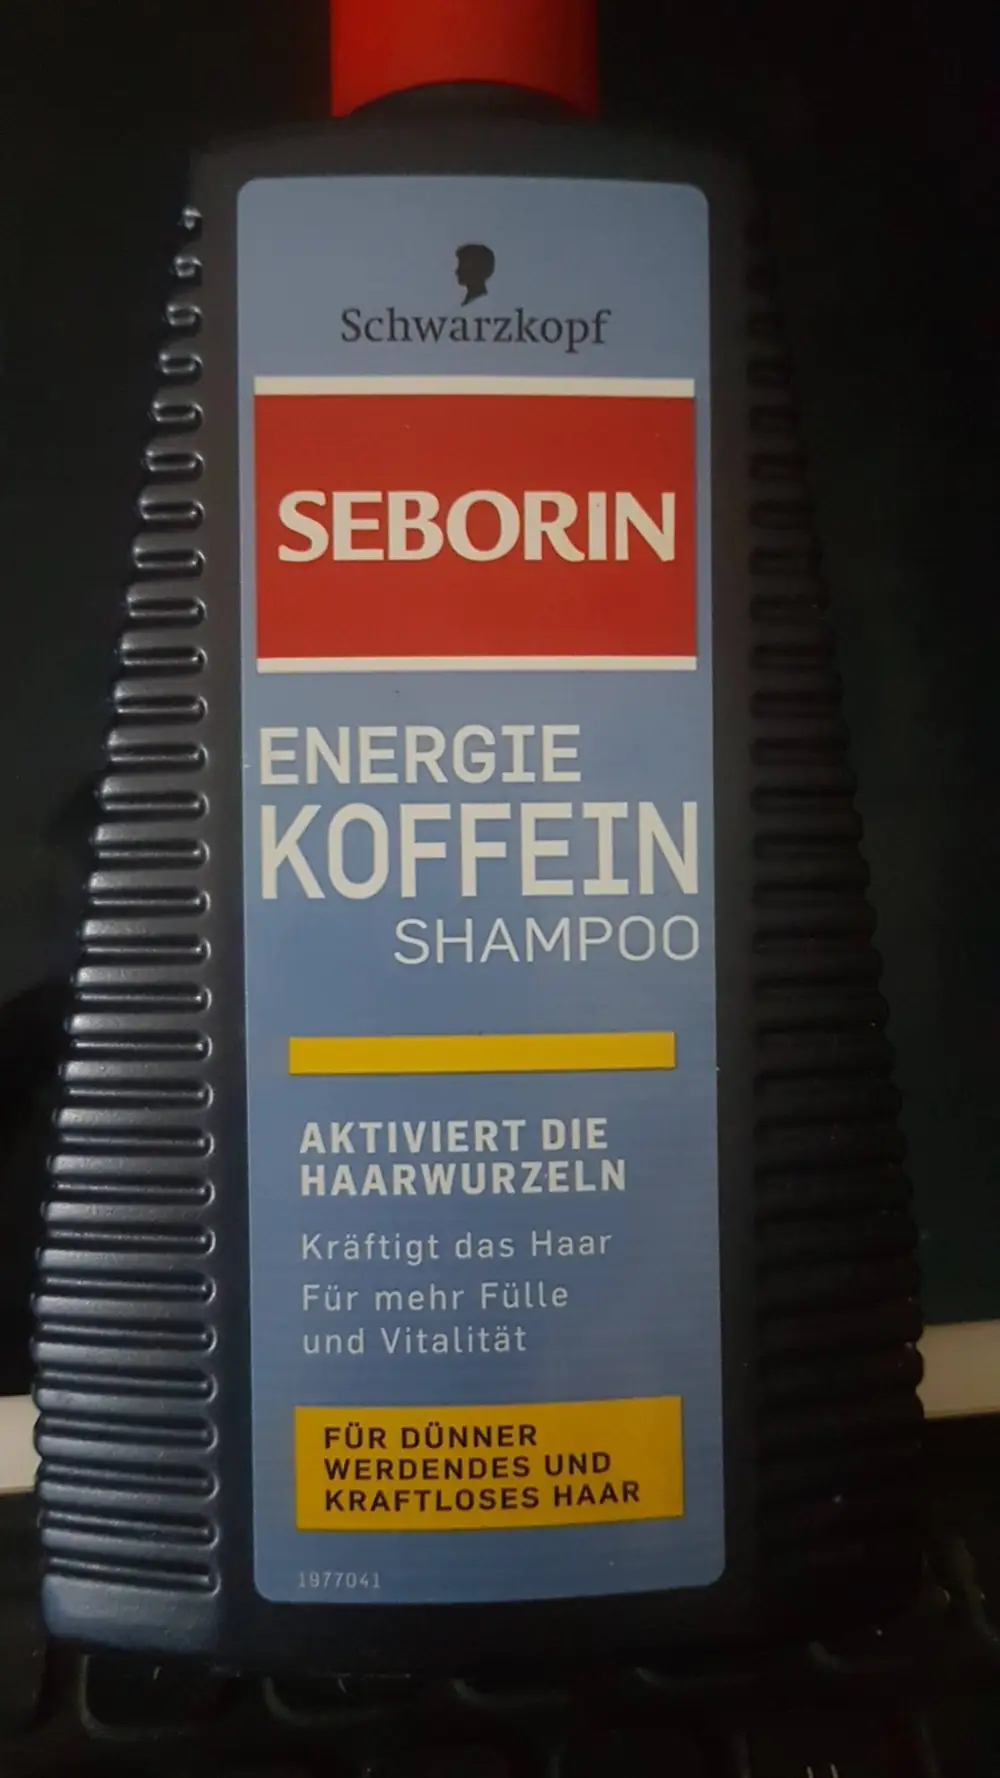 Schwarzkopf
SEBORIN
ENERGIE
KOFFEIN
SHAMPOO
AKTIVIERT DIE
HAARWURZELN
Kräftigt das Haar
Für mehr Fülle
und Vitalität
FÜR DÜNNER
WERDENDES UND
KRAFTLOSES HAAR
1977041